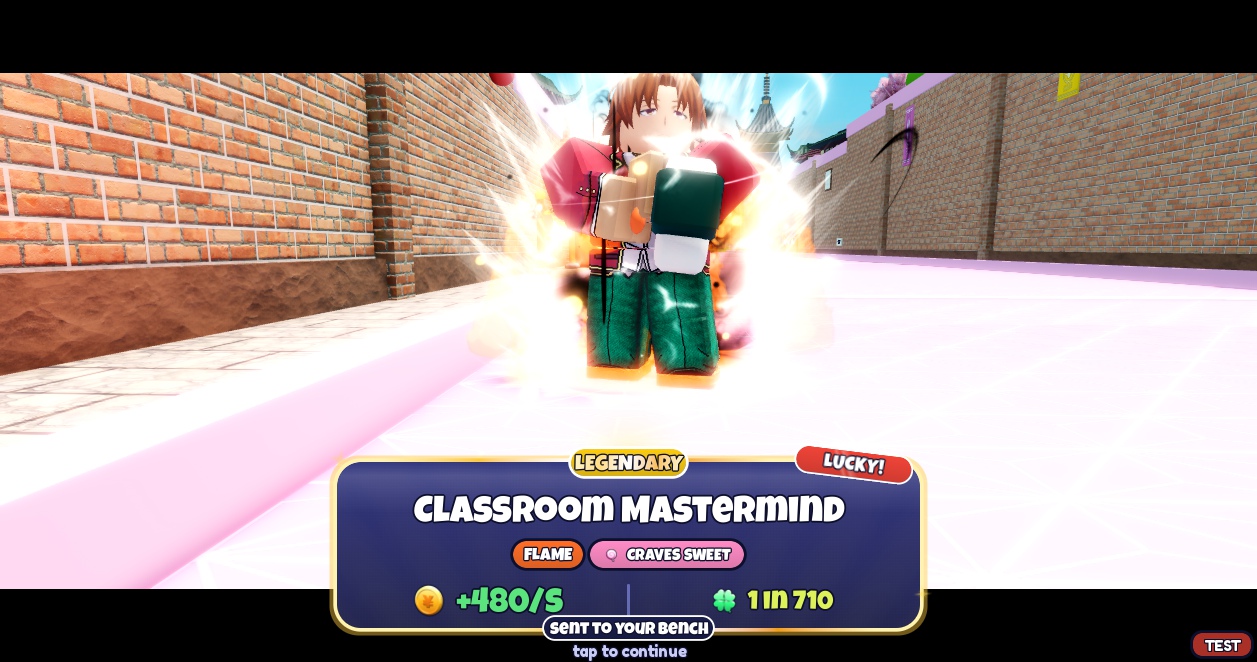 LEGENDARY
LUCKY!
CLASSROOM MASTERMIND
FLAME
CRAVES SWEET
+480/S
1 IN 710
SENT TO YOUR BENCH
tap to continue
TEST